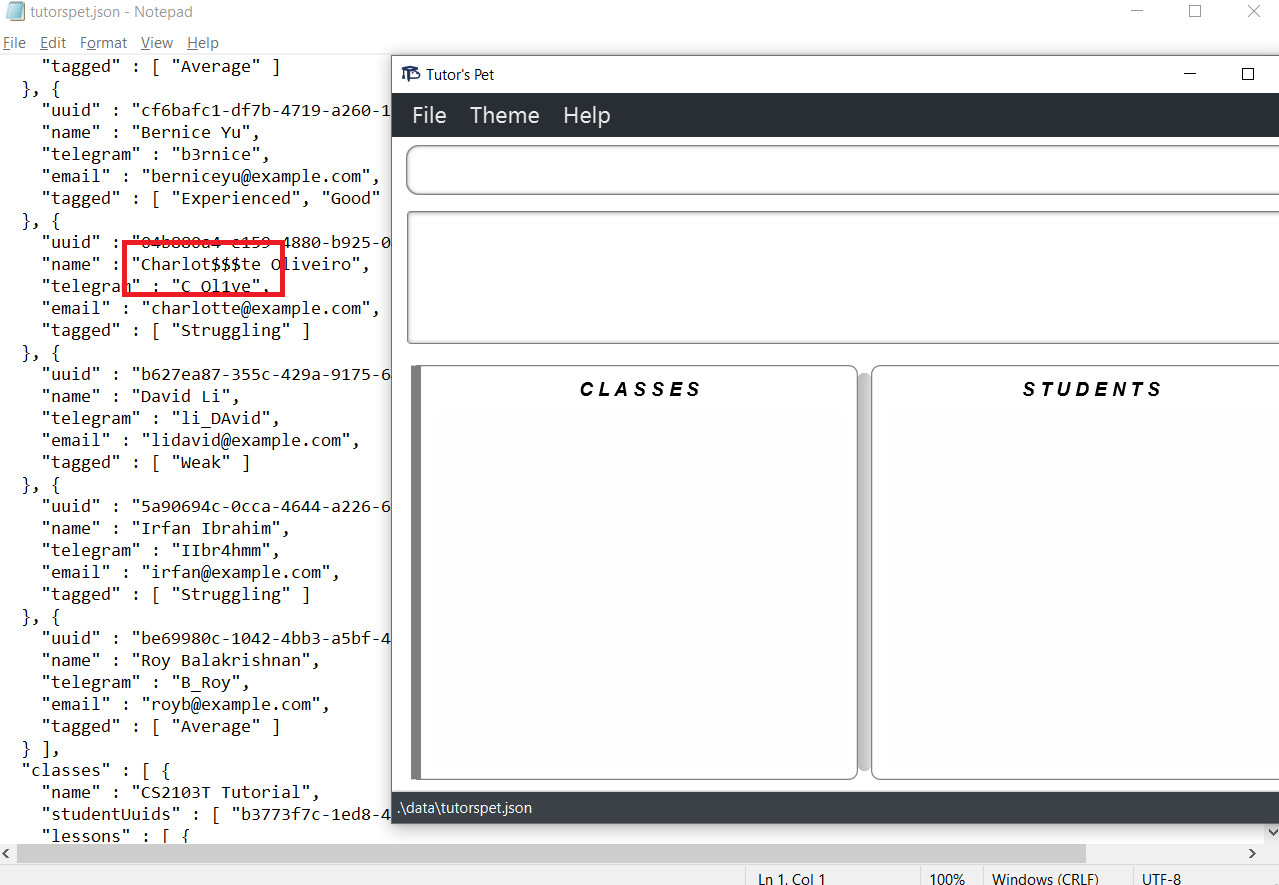 tutorspet.json - Notepad
File Edit Format View Help
"tagged" : [ "Average" ]
}, {
"uuid" : "cf6bafc1-df7b-4719-a260-1
"name" : "Bernice Yu",
"telegram" : "b3rnice",
"email" : "berniceyu@example.com",
"tagged" : [ "Experienced", "Good"
}, {
"uuid" : "04b880a4-c159-4880-b925-0
"name" : "Charlot$$$te Oliveiro",
"telegram" : "C_Ol1ve",
"email" : "charlotte@example.com",
"tagged" : [ "Struggling" ]
}, {
"uuid" : "b627ea87-355c-429a-9175-6
"name" : "David Li",
"telegram" : "li_DAvid",
"email" : "lidavid@example.com",
"tagged" : [ "Weak" ]
}, {
"uuid" : "5a90694c-0cca-4644-a226-6
"name" : "Irfan Ibrahim",
"telegram" : "IIbr4hmm",
"email" : "irfan@example.com",
"tagged" : [ "Struggling" ]
}, {
"uuid" : "be69980c-1042-4bb3-a5bf-4
"name" : "Roy Balakrishnan",
"telegram" : "B_Roy",
"email" : "royb@example.com",
"tagged" : [ "Average" ]
} ],
"classes" : [ {
"name" : "CS2103T Tutorial",
"studentUuids" : [ "b3773f7c-1ed8-4
"lessons" : [ {
Tutor's Pet
File Theme Help
CLASSES
STUDENTS
.\data\tutorspet.json
Ln 1, Col 1 100% Windows (CRLF) UTF-8